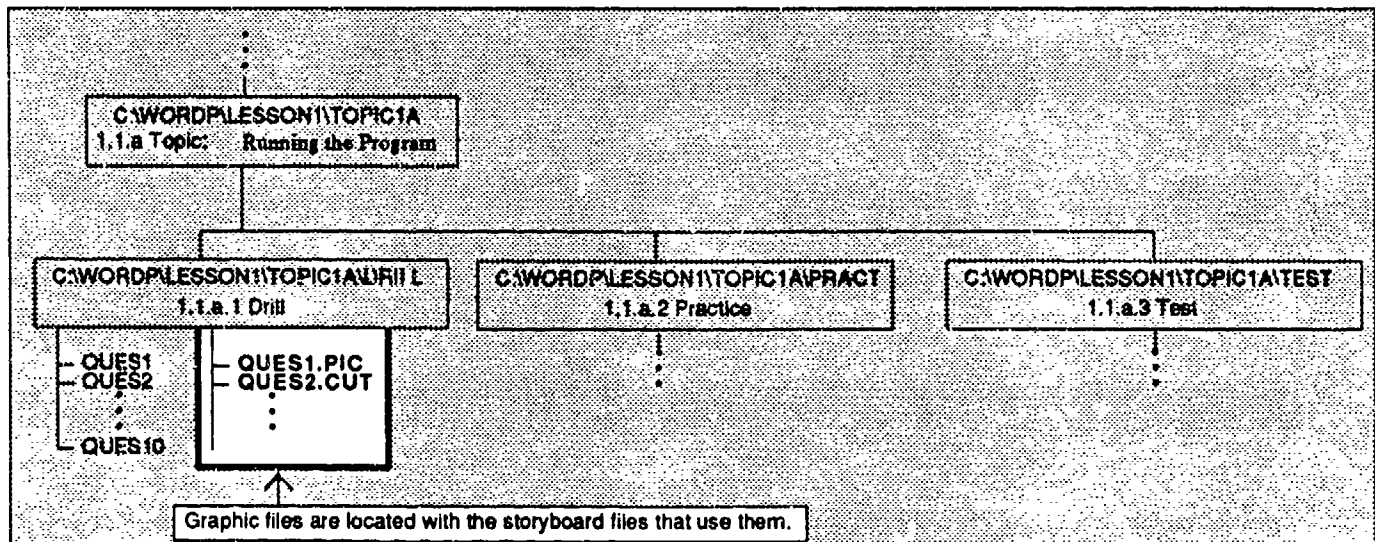 C:\WORDP\LESSON1\TOPIC1A
1.1.a Topic: Running the Program
C:\WORDP\LESSON1\TOPIC1A\DRILL
1.1.a.1 Drill
C:\WORDP\LESSON1\TOPIC1A\PRACT
1.1.a.2 Practice
C:\WORDP\LESSON1\TOPIC1A\TEST
1.1.a.3 Test
QUES1
QUES2
QUES10
QUES1.PIC
QUES2.CUT
Graphic files are located with the storyboard files that use them.